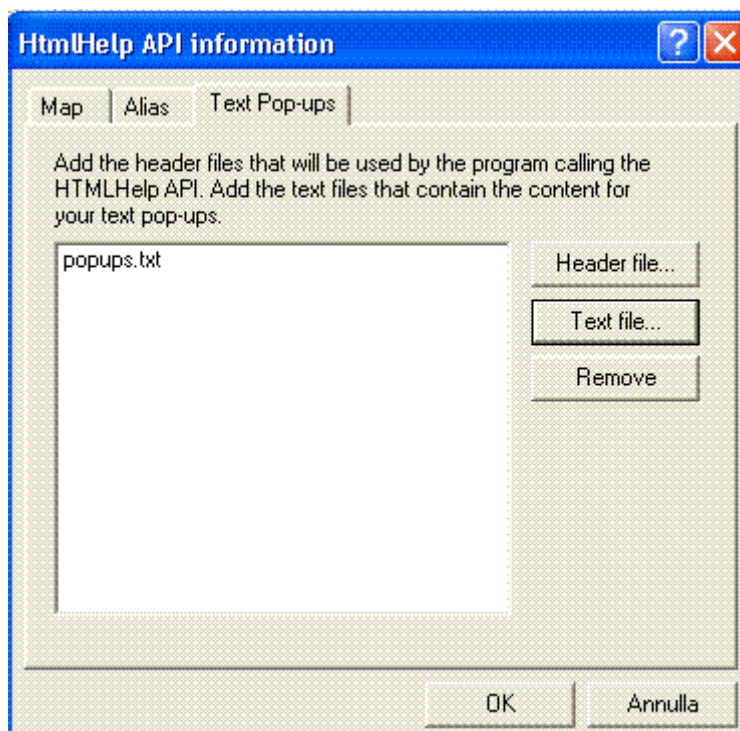 HtmlHelp API information
Map
Alias
Text Pop-ups
Add the header files that will be used by the program calling the
HTMLHelp API. Add the text files that contain the content for
your text pop-ups.
popups.txt
Header file...
Text file...
Remove
OK
Annulla